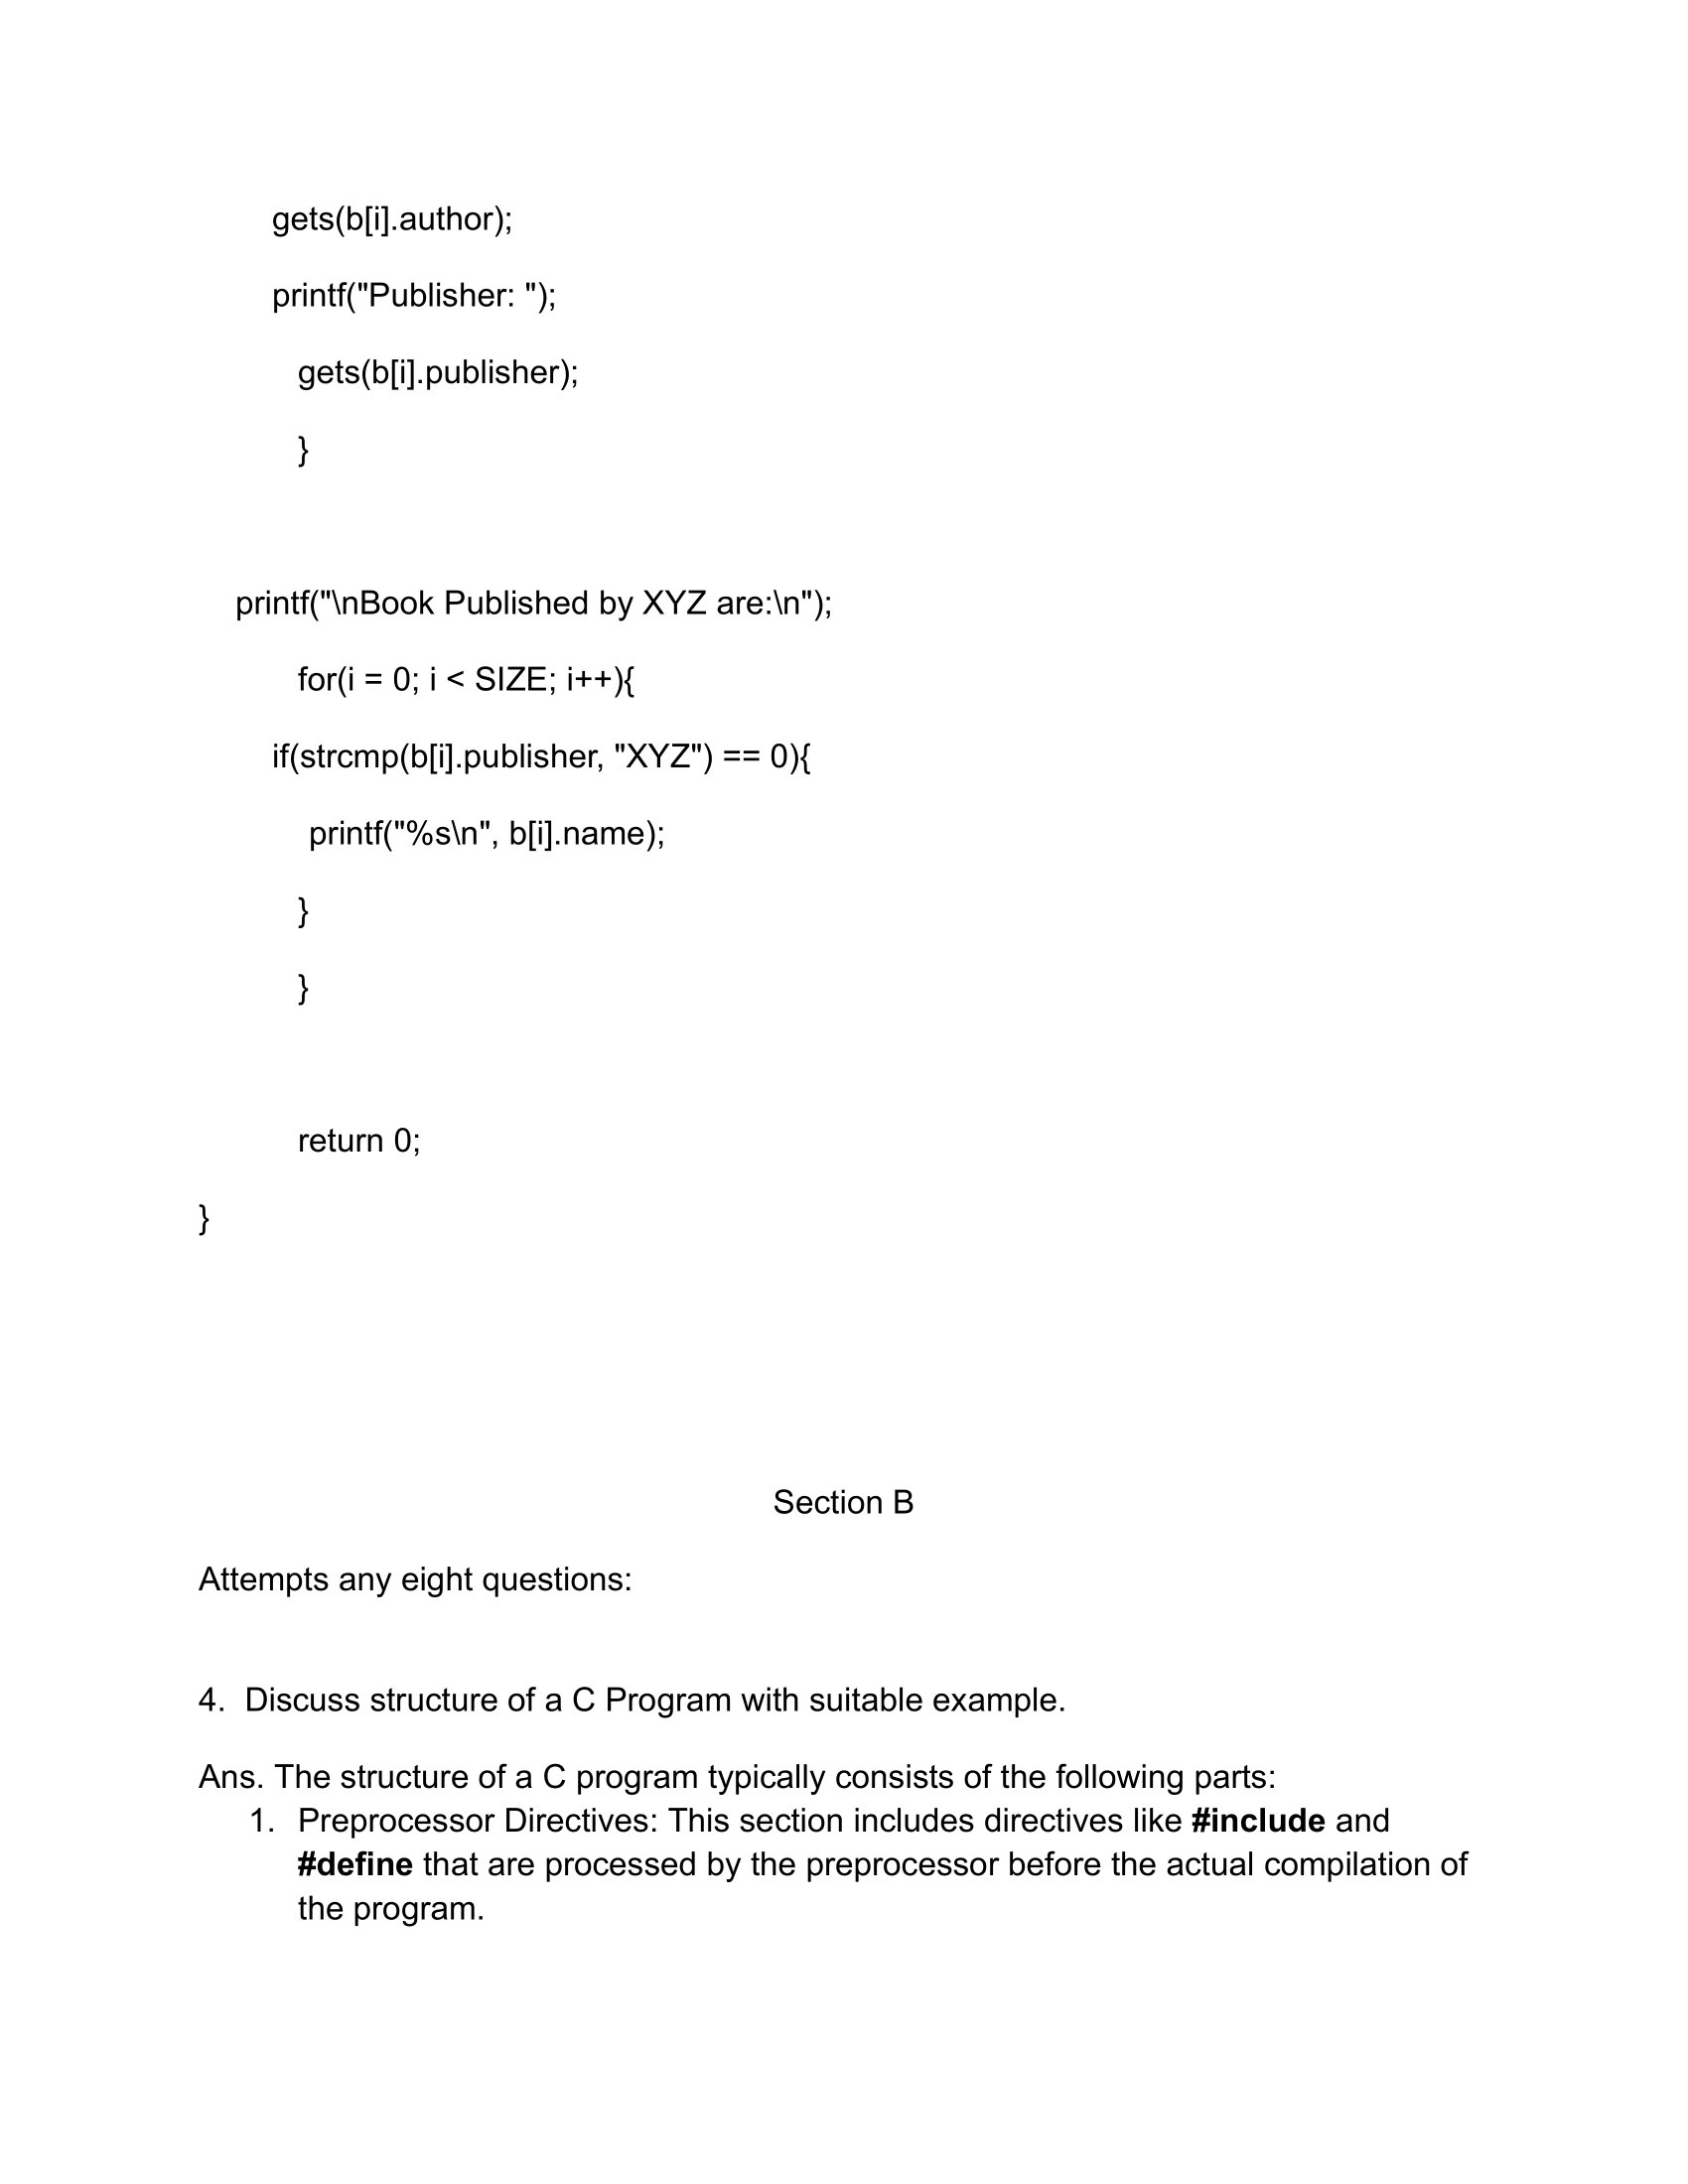 gets(b[i].author);
printf("Publisher: ");
gets(b[i].publisher);
}
printf("\nBook Published by XYZ are:\n");
for(i = 0; i < SIZE; i++){
if(strcmp(b[i].publisher, "XYZ") == 0){
printf("%s\n", b[i].name);
}
}
return 0;
}
Section B
Attempts any eight questions:
4. Discuss structure of a C Program with suitable example.
Ans. The structure of a C program typically consists of the following parts:
1. Preprocessor Directives: This section includes directives like #include and
#define that are processed by the preprocessor before the actual compilation of
the program.